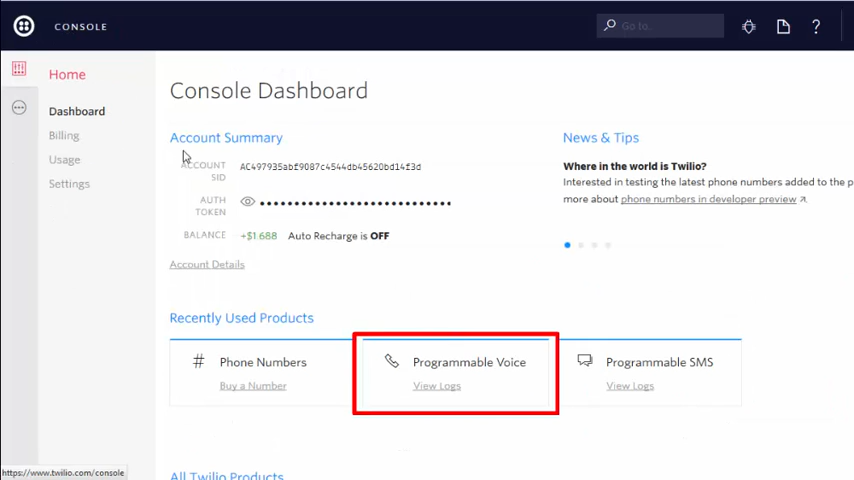 CONSOLE
Go to..
?
Home
Dashboard
Billing
Usage
Settings
Console Dashboard
Account Summary
ACCOUNT SID AC497935abf9087c4544db45620bd14f3d
AUTH TOKEN
BALANCE +$1.688 Auto Recharge is OFF
Account Details
News & Tips
Where in the world is Twilio?
Interested in testing the latest phone numbers added to the p
more about phone numbers in developer preview
Recently Used Products
# Phone Numbers
Buy a Number
Programmable Voice
View Logs
Programmable SMS
View Logs
All Twilio Products
https://www.twilio.com/console